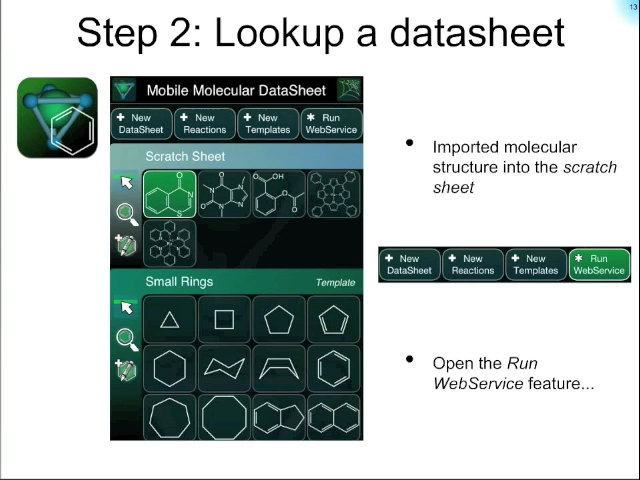 13
Step 2: Lookup a datasheet
Mobile Molecular DataSheet
+ New DataSheet
+ New Reactions
+ New Templates
* Run WebService
Scratch Sheet
Small Rings
Template
• Imported molecular
structure into the scratch
sheet
+ New DataSheet
+ New Reactions
+ New Templates
* Run WebService
• Open the Run
WebService feature...